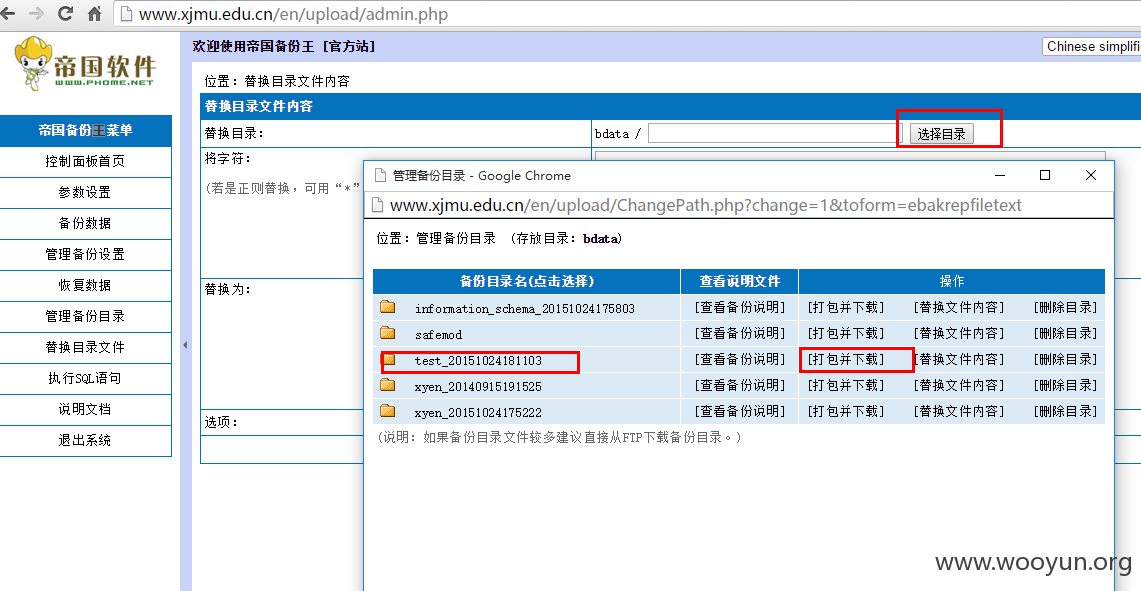 www.xjmu.edu.cn/en/upload/admin.php
帝国软件
WWW.PHOME.NET
欢迎使用帝国备份王 [官方站]
Chinese simplifi
帝国备份王菜单
控制面板首页
参数设置
备份数据
管理备份设置
恢复数据
管理备份目录
替换目录文件
执行SQL语句
说明文档
退出系统
位置：替换目录文件内容
替换目录文件内容
替换目录：
bdata /
选择目录
将字符：
(若是正则替换，可用“*”
替换为：
选项：
管理备份目录 - Google Chrome
www.xjmu.edu.cn/en/upload/ChangePath.php?change=1&toform=ebakrepfiletext
位置：管理备份目录 (存放目录：bdata)
备份目录名(点击选择) 查看说明文件 操作
information_schema_20151024175803 [查看备份说明] [打包并下载] [替换文件内容] [删除目录]
safemod [查看备份说明] [打包并下载] [替换文件内容] [删除目录]
test_20151024181103 [查看备份说明] [打包并下载] [替换文件内容] [删除目录]
xyen_20140915191525 [查看备份说明] [打包并下载] [替换文件内容] [删除目录]
xyen_20151024175222 [查看备份说明] [打包并下载] [替换文件内容] [删除目录]
(说明：如果备份目录文件较多建议直接从FTP下载备份目录。)
www.wooyun.org